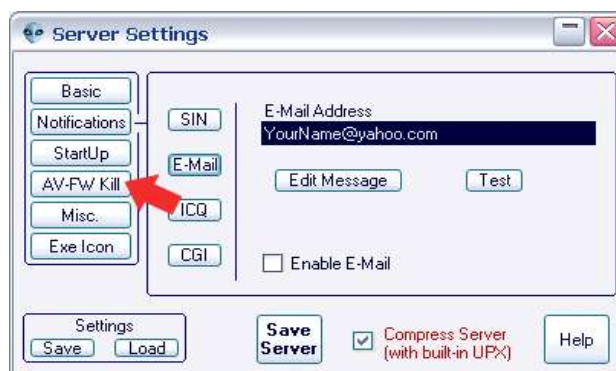 Server Settings
Basic
Notifications
StartUp
AV-FW Kill
Misc.
Exe Icon
SIN
E-Mail
ICQ
CGI
E-Mail Address
YourName@yahoo.com
Edit Message
Test
Enable E-Mail
Settings
Save
Load
Save
Server
Compress Server
(with built-in UPX)
Help